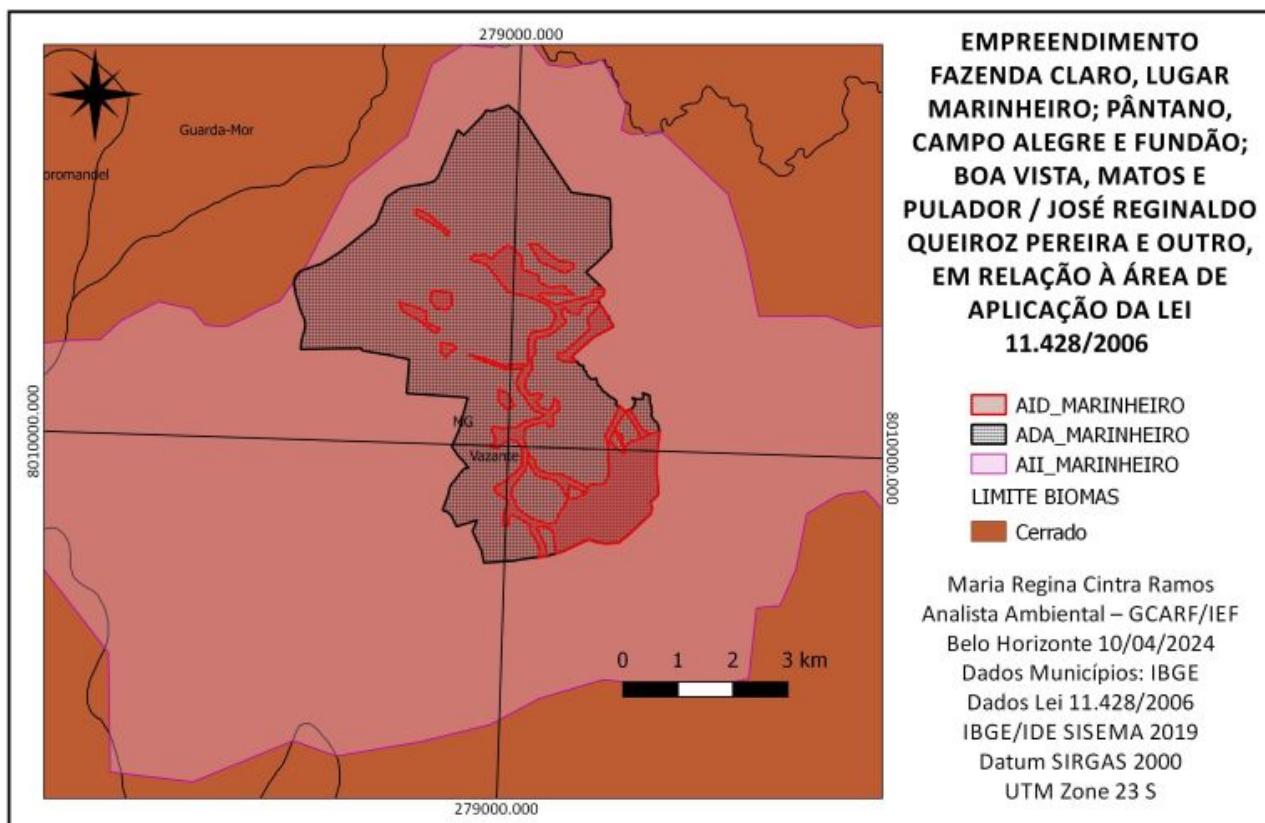 279000.000
Guarda-Mor
oromandel
8010000.000
MG
Vazante
8010000.000
0 1 2 3 km
279000.000
EMPREENDIMENTO
FAZENDA CLARO, LUGAR
MARINHEIRO; PÂNTANO,
CAMPO ALEGRE E FUNDÃO;
BOA VISTA, MATOS E
PULADOR / JOSÉ REGINALDO
QUEIROZ PEREIRA E OUTRO,
EM RELAÇÃO À ÁREA DE
APLICAÇÃO DA LEI
11.428/2006
AID_MARINHEIRO
ADA_MARINHEIRO
AII_MARINHEIRO
LIMITE BIOMAS
Cerrado
Maria Regina Cintra Ramos
Analista Ambiental – GCARF/IEF
Belo Horizonte 10/04/2024
Dados Municípios: IBGE
Dados Lei 11.428/2006
IBGE/IDE SISEMA 2019
Datum SIRGAS 2000
UTM Zone 23 S